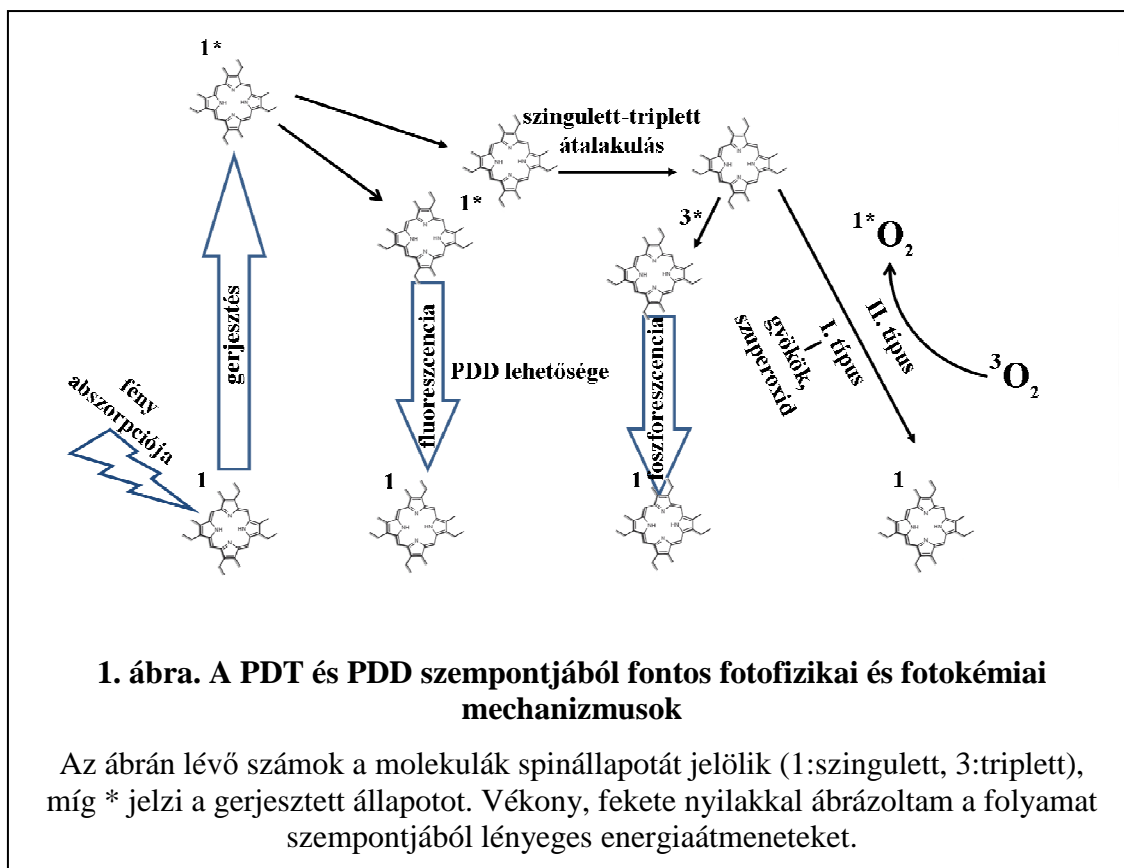 1*
szingulett-triplett
átalakulás
1*
3*
1*O2
gerjesztés
fluoreszcencia
PDD lehetősége
foszforeszcencia
gyökök,
szuperoxid
I. típus
II. típus
3O2
fény
abszorpciója
1
1
1
1
1. ábra. A PDT és PDD szempontjából fontos fotofizikai és fotokémiai
mechanizmusok
Az ábrán lévő számok a molekulák spinállapotát jelölik (1:szingulett, 3:triplett),
míg * jelzi a gerjesztett állapotot. Vékony, fekete nyilakkal ábrázoltam a folyamat
szempontjából lényeges energiaátmeneteket.